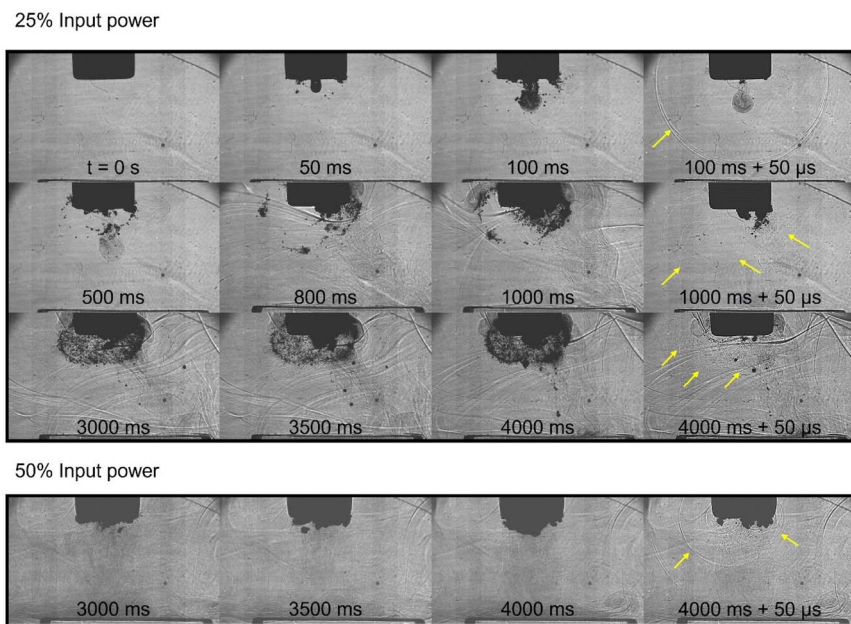 25% Input power
t = 0 s
50 ms
100 ms
100 ms + 50 µs
500 ms
800 ms
1000 ms
1000 ms + 50 µs
3000 ms
3500 ms
4000 ms
4000 ms + 50 µs
50% Input power
3000 ms
3500 ms
4000 ms
4000 ms + 50 µs